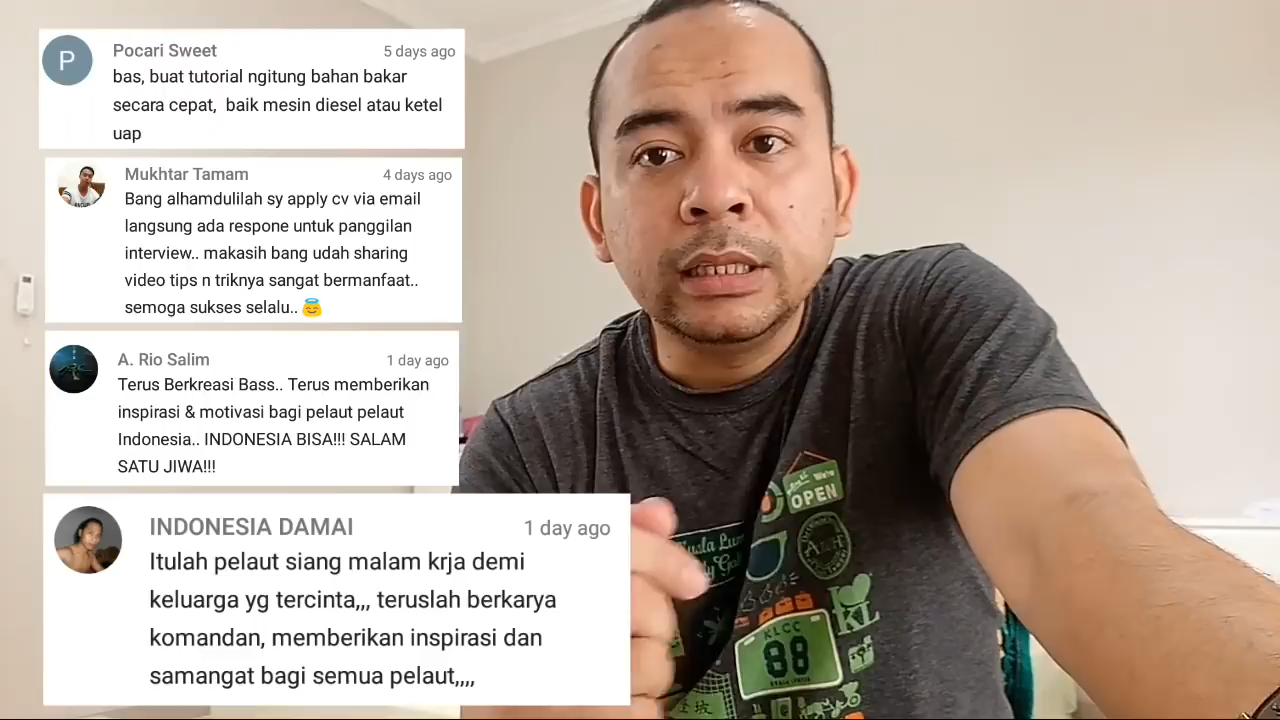 P
Pocari Sweet
5 days ago
bas, buat tutorial ngitung bahan bakar
secara cepat, baik mesin diesel atau ketel
uap
Mukhtar Tamam
4 days ago
Bang alhamdulilah sy apply cv via email
langsung ada respone untuk panggilan
interview.. makasih bang udah sharing
video tips n triknya sangat bermanfaat..
semoga sukses selalu.. 😇
A. Rio Salim
1 day ago
Terus Berkreasi Bass.. Terus memberikan
inspirasi & motivasi bagi pelaut pelaut
Indonesia.. INDONESIA BISA!!! SALAM
SATU JIWA!!!
INDONESIA DAMAI
1 day ago
Itulah pelaut siang malam krja demi
keluarga yg tercinta,,, teruslah berkarya
komandan, memberikan inspirasi dan
samangat bagi semua pelaut,,,,
We're
OPEN
I
KL
KLCC
88